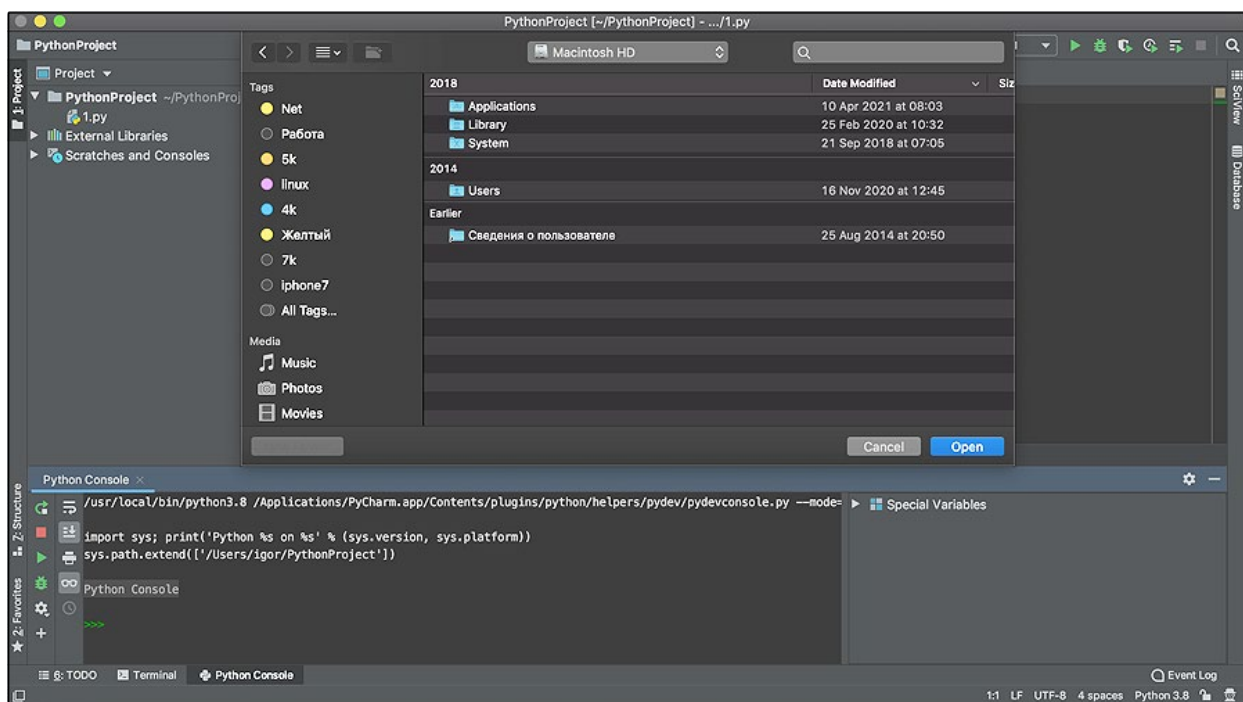 PythonProject [~/PythonProject] - .../1.py
PythonProject
Macintosh HD
1: Project
Project
PythonProject ~/PythonProj
1.py
External Libraries
Scratches and Consoles
Tags
Net
Работа
5k
linux
4k
Желтый
7k
iphone7
All Tags...
Media
Music
Photos
Movies
2018 Date Modified Siz
Applications 10 Apr 2021 at 08:03
Library 25 Feb 2020 at 10:32
System 21 Sep 2018 at 07:05
2014
Users 16 Nov 2020 at 12:45
Earlier
Сведения о пользователе 25 Aug 2014 at 20:50
Cancel Open
SciView
Database
Python Console
/usr/local/bin/python3.8 /Applications/PyCharm.app/Contents/plugins/python/helpers/pydev/pydevconsole.py --mode=
import sys; print('Python %s on %s' % (sys.version, sys.platform))
sys.path.extend(['/Users/igor/PythonProject'])
Python Console
>>>
Special Variables
Z: Structure
2: Favorites
6: TODO Terminal Python Console Event Log
1:1 LF UTF-8 4 spaces Python 3.8